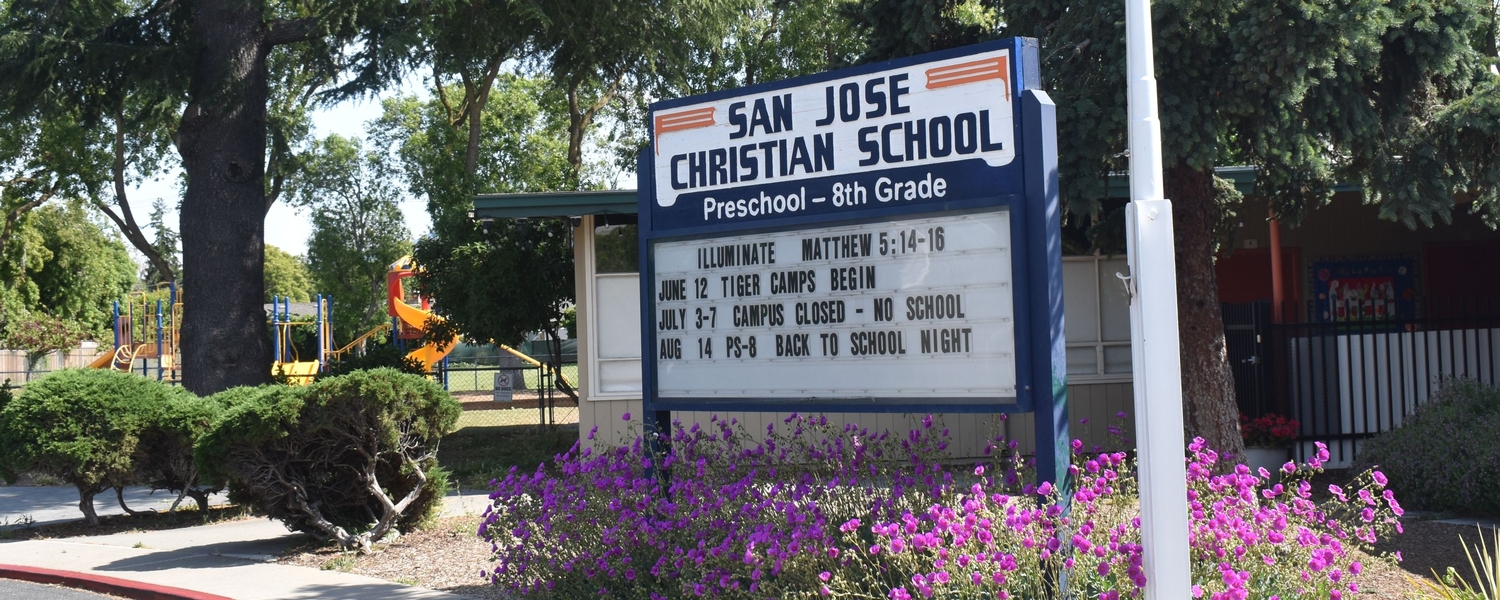 SAN JOSE
CHRISTIAN SCHOOL
Preschool – 8th Grade
ILLUMINATE MATTHEW 5:14-16
JUNE 12 TIGER CAMPS BEGIN
JULY 3-7 CAMPUS CLOSED - NO SCHOOL
AUG 14 PS-8 BACK TO SCHOOL NIGHT